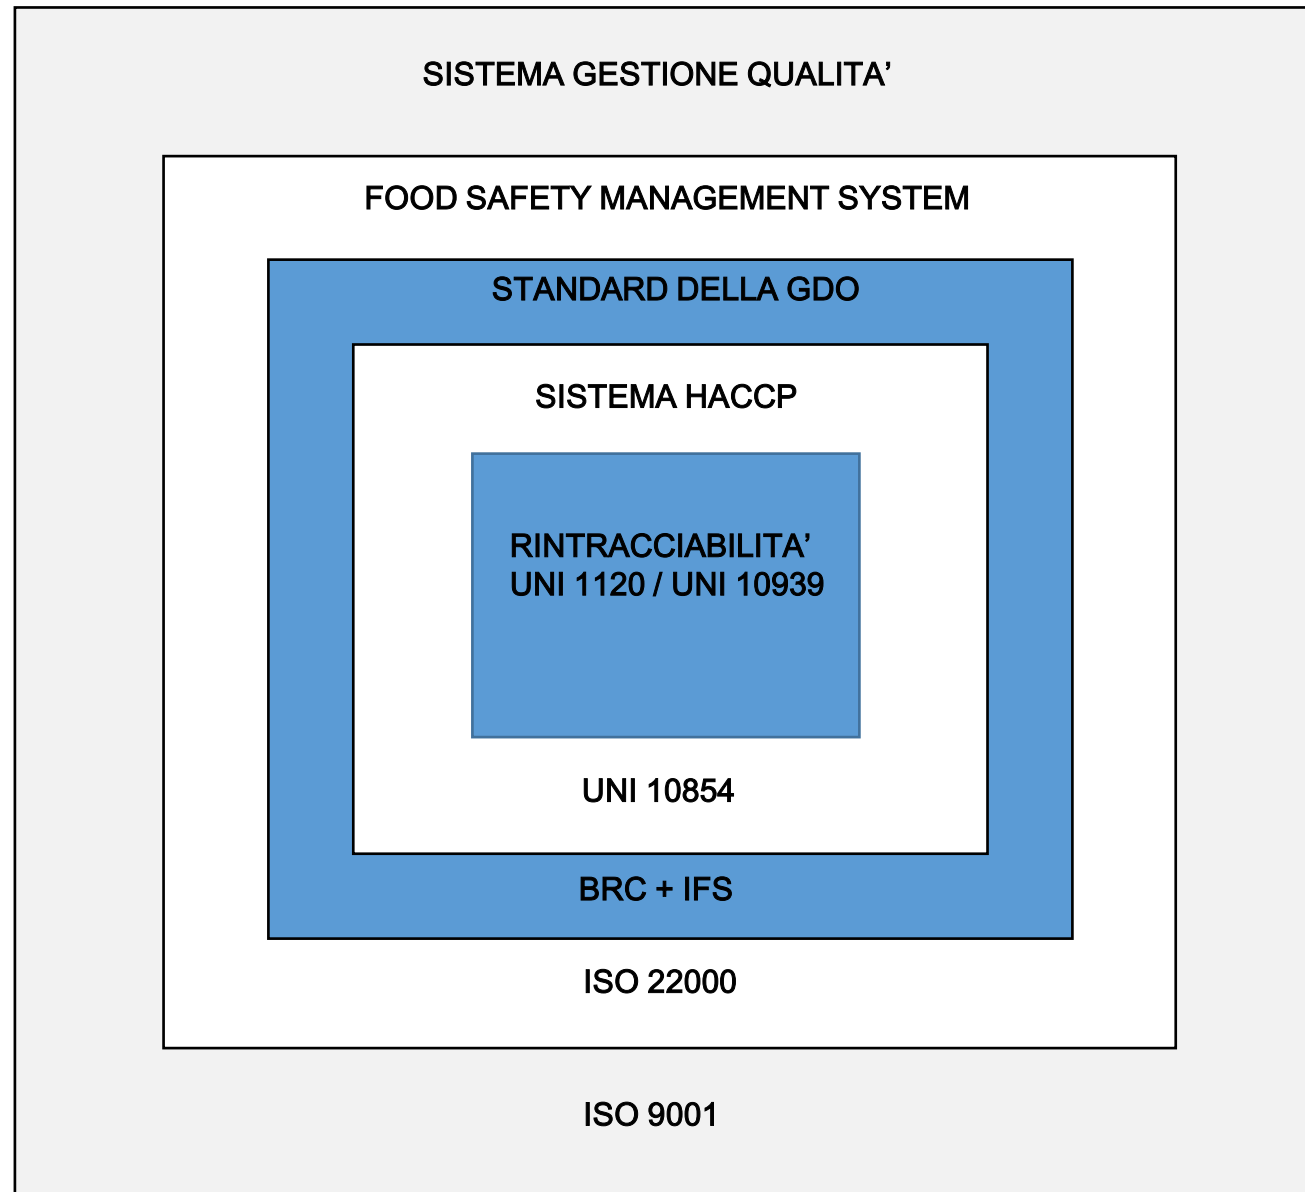 SISTEMA GESTIONE QUALITA’
FOOD SAFETY MANAGEMENT SYSTEM
STANDARD DELLA GDO
SISTEMA HACCP
RINTRACCIABILITA’
UNI 1120 / UNI 10939
UNI 10854
BRC + IFS
ISO 22000
ISO 9001